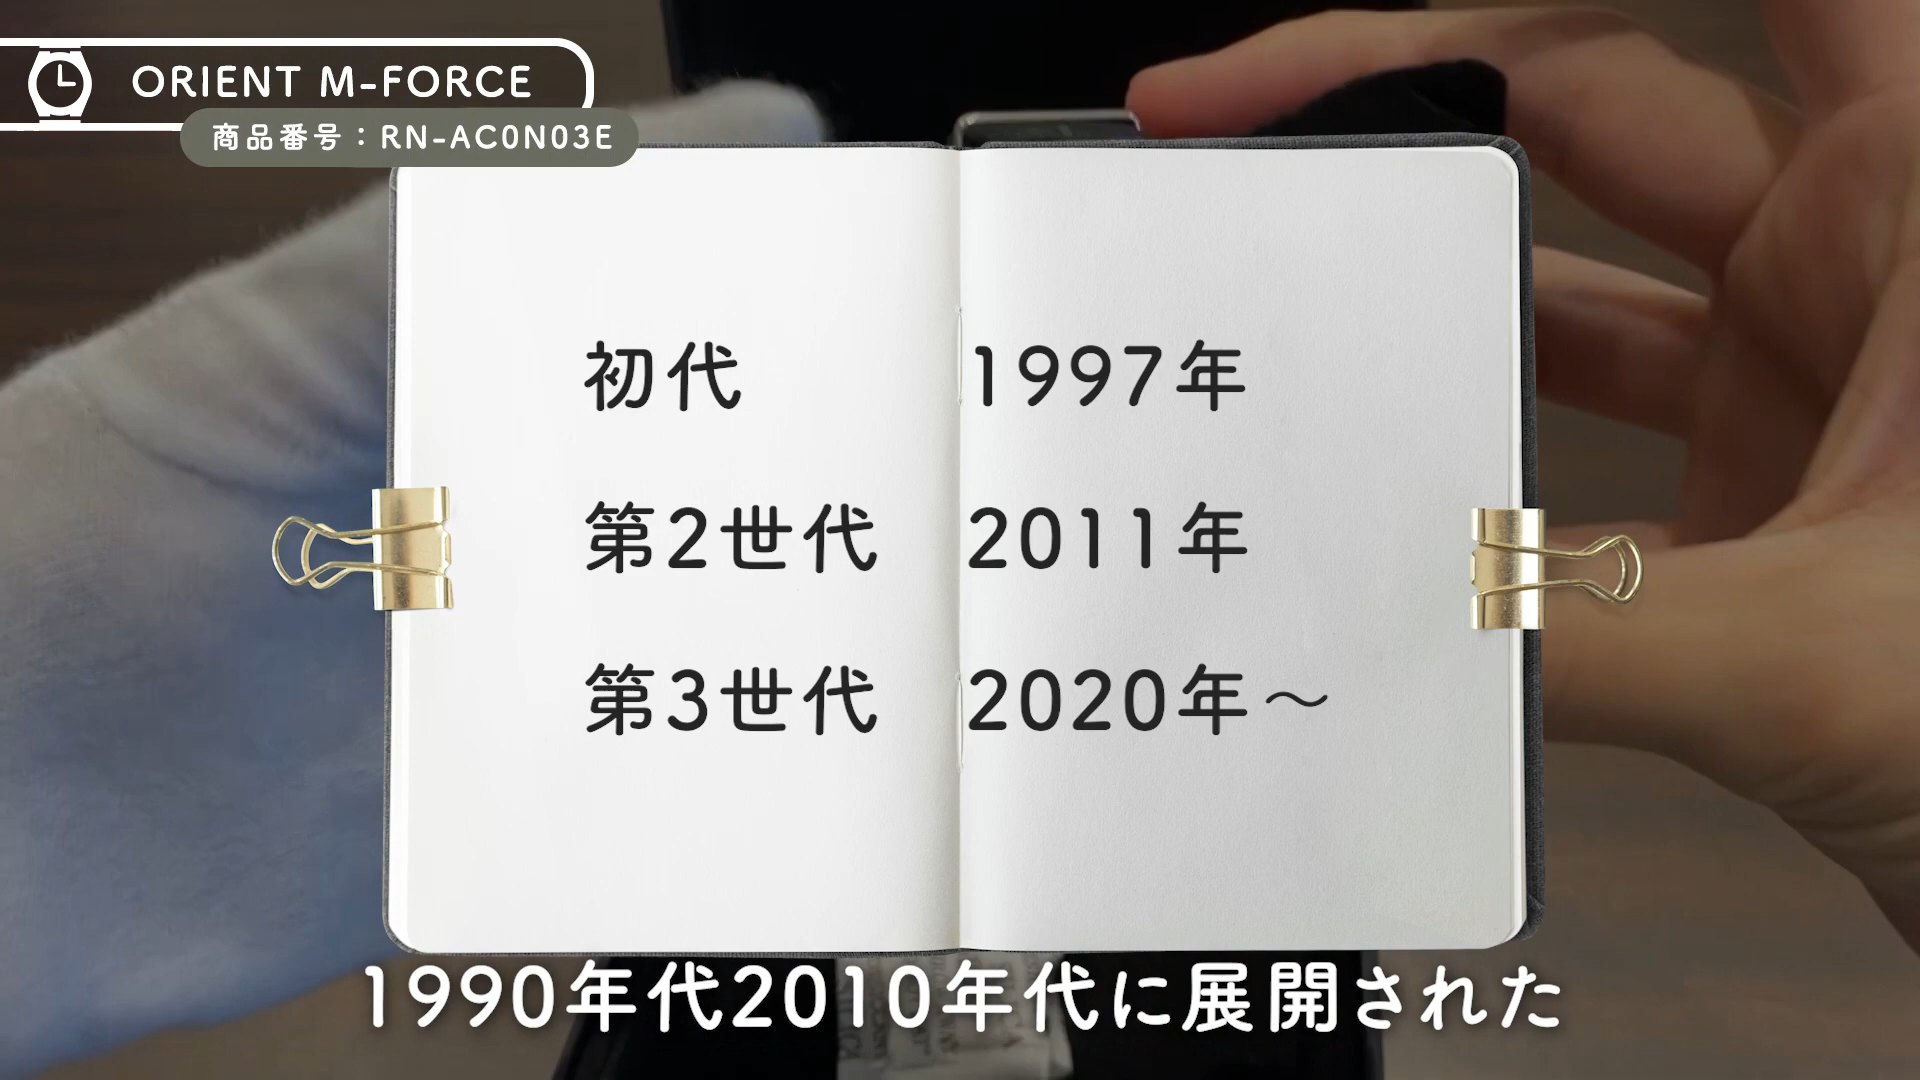 ORIENT M-FORCE
商品番号：RN-AC0N03E
初代 1997年
第2世代 2011年
第3世代 2020年～
1990年代2010年代に展開された